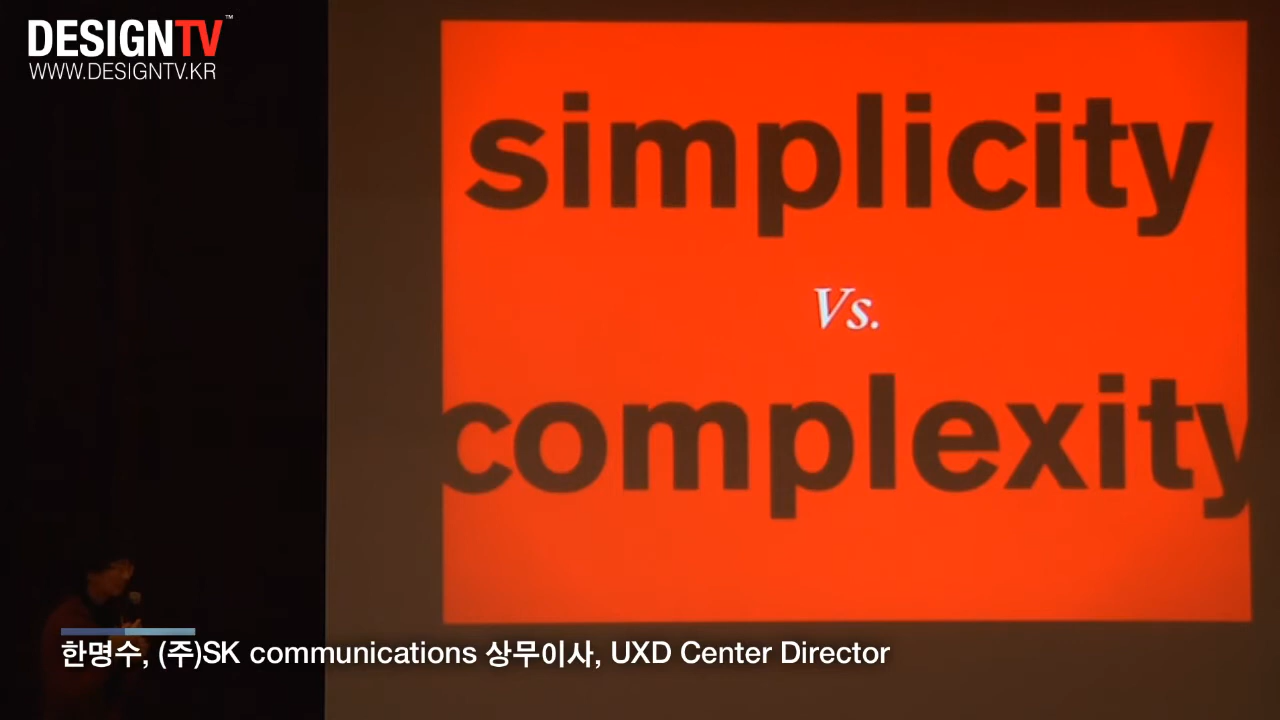 DESIGNTV™
WWW.DESIGNTV.KR
simplicity
Vs.
complexity
한명수, (주)SK communications 상무이사, UXD Center Director